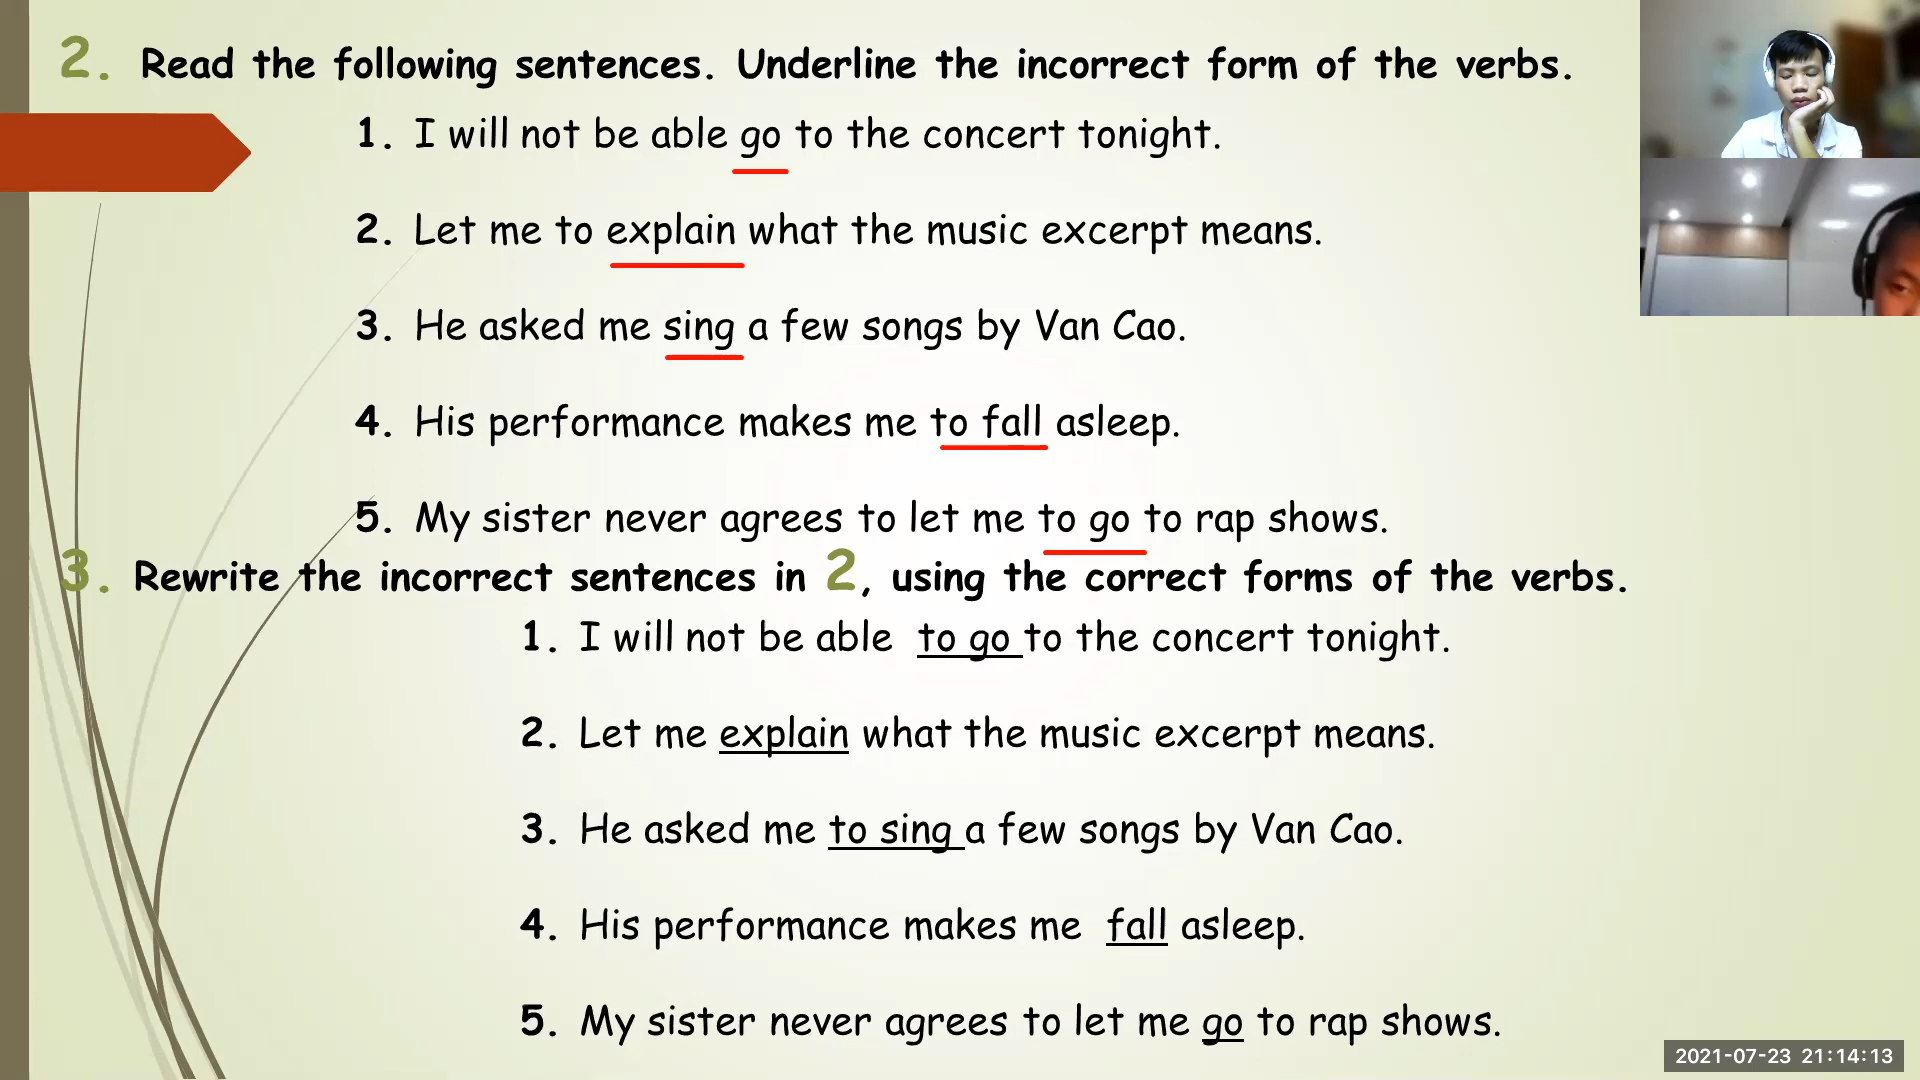 2. Read the following sentences. Underline the incorrect form of the verbs.
1. I will not be able go to the concert tonight.
2. Let me to explain what the music excerpt means.
3. He asked me sing a few songs by Van Cao.
4. His performance makes me to fall asleep.
5. My sister never agrees to let me to go to rap shows.
3. Rewrite the incorrect sentences in 2, using the correct forms of the verbs.
1. I will not be able to go to the concert tonight.
2. Let me explain what the music excerpt means.
3. He asked me to sing a few songs by Van Cao.
4. His performance makes me fall asleep.
5. My sister never agrees to let me go to rap shows.
2021-07-23 21:14:13